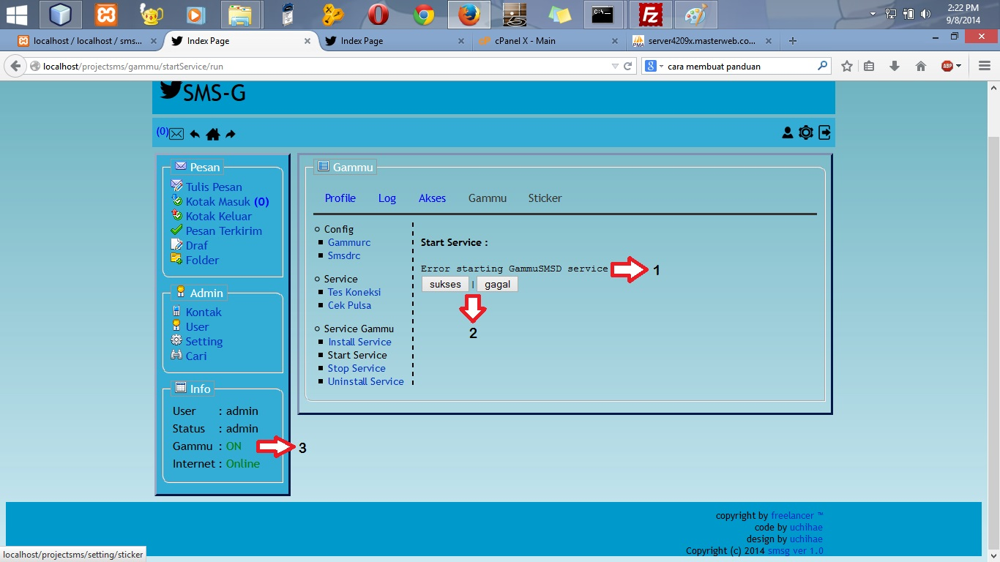 2:22 PM
9/8/2014
localhost / localhost / sms...
Index Page
Index Page
cPanel X - Main
server4209x.masterweb.co...
localhost/projectsms/gammu/startService/run
cara membuat panduan
ABP
SMS-G
(0)
Pesan
Tulis Pesan
Kotak Masuk (0)
Kotak Keluar
Pesan Terkirim
Draf
Folder
Admin
Kontak
User
Setting
Cari
Info
User : admin
Status : admin
Gammu : ON
3
Internet : Online
Gammu
Profile Log Akses Gammu Sticker
Config
Gammurc
Smsdrc
Service
Tes Koneksi
Cek Pulsa
Service Gammu
Install Service
Start Service
Stop Service
Uninstall Service
Start Service :
Error starting GammuSMSD service
1
sukses | gagal
2
copyright by freelancer ™
code by uchihae
design by uchihae
Copyright (c) 2014 smsg ver 1.0
localhost/projectsms/setting/sticker